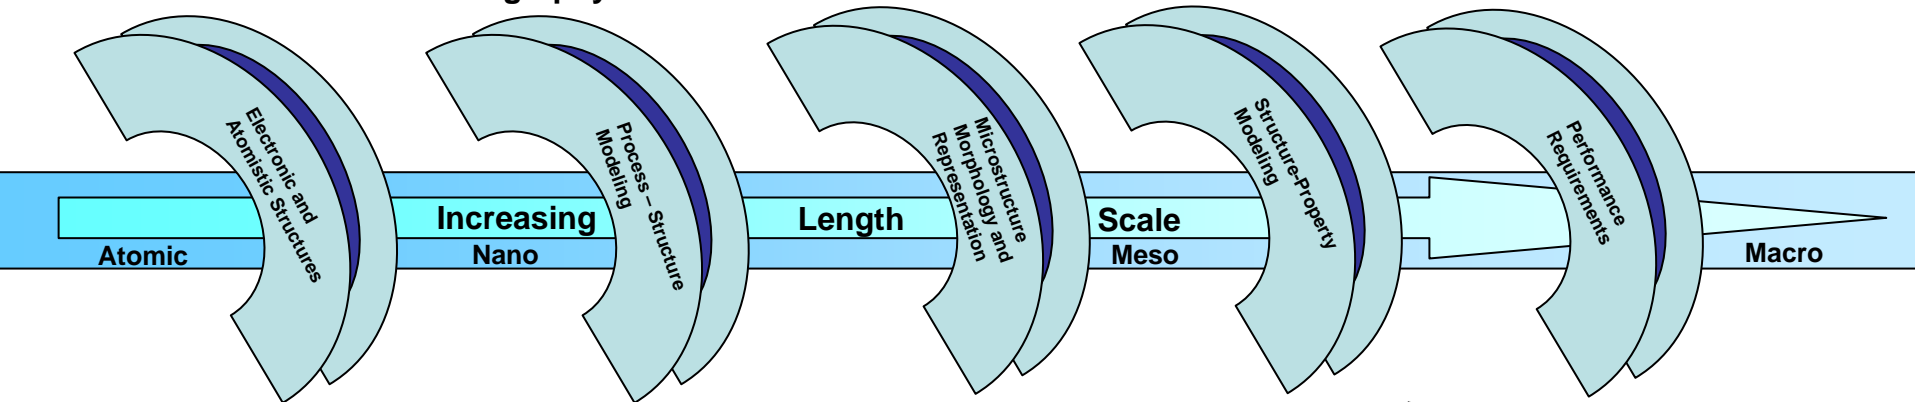 Electronic and
Atomistic Structures
Process – Structure
Modeling
Microstructure
Morphology and
Representation
Structure-Property
Modeling
Performance
Requirements
Increasing
Length
Scale
Atomic
Nano
Meso
Macro